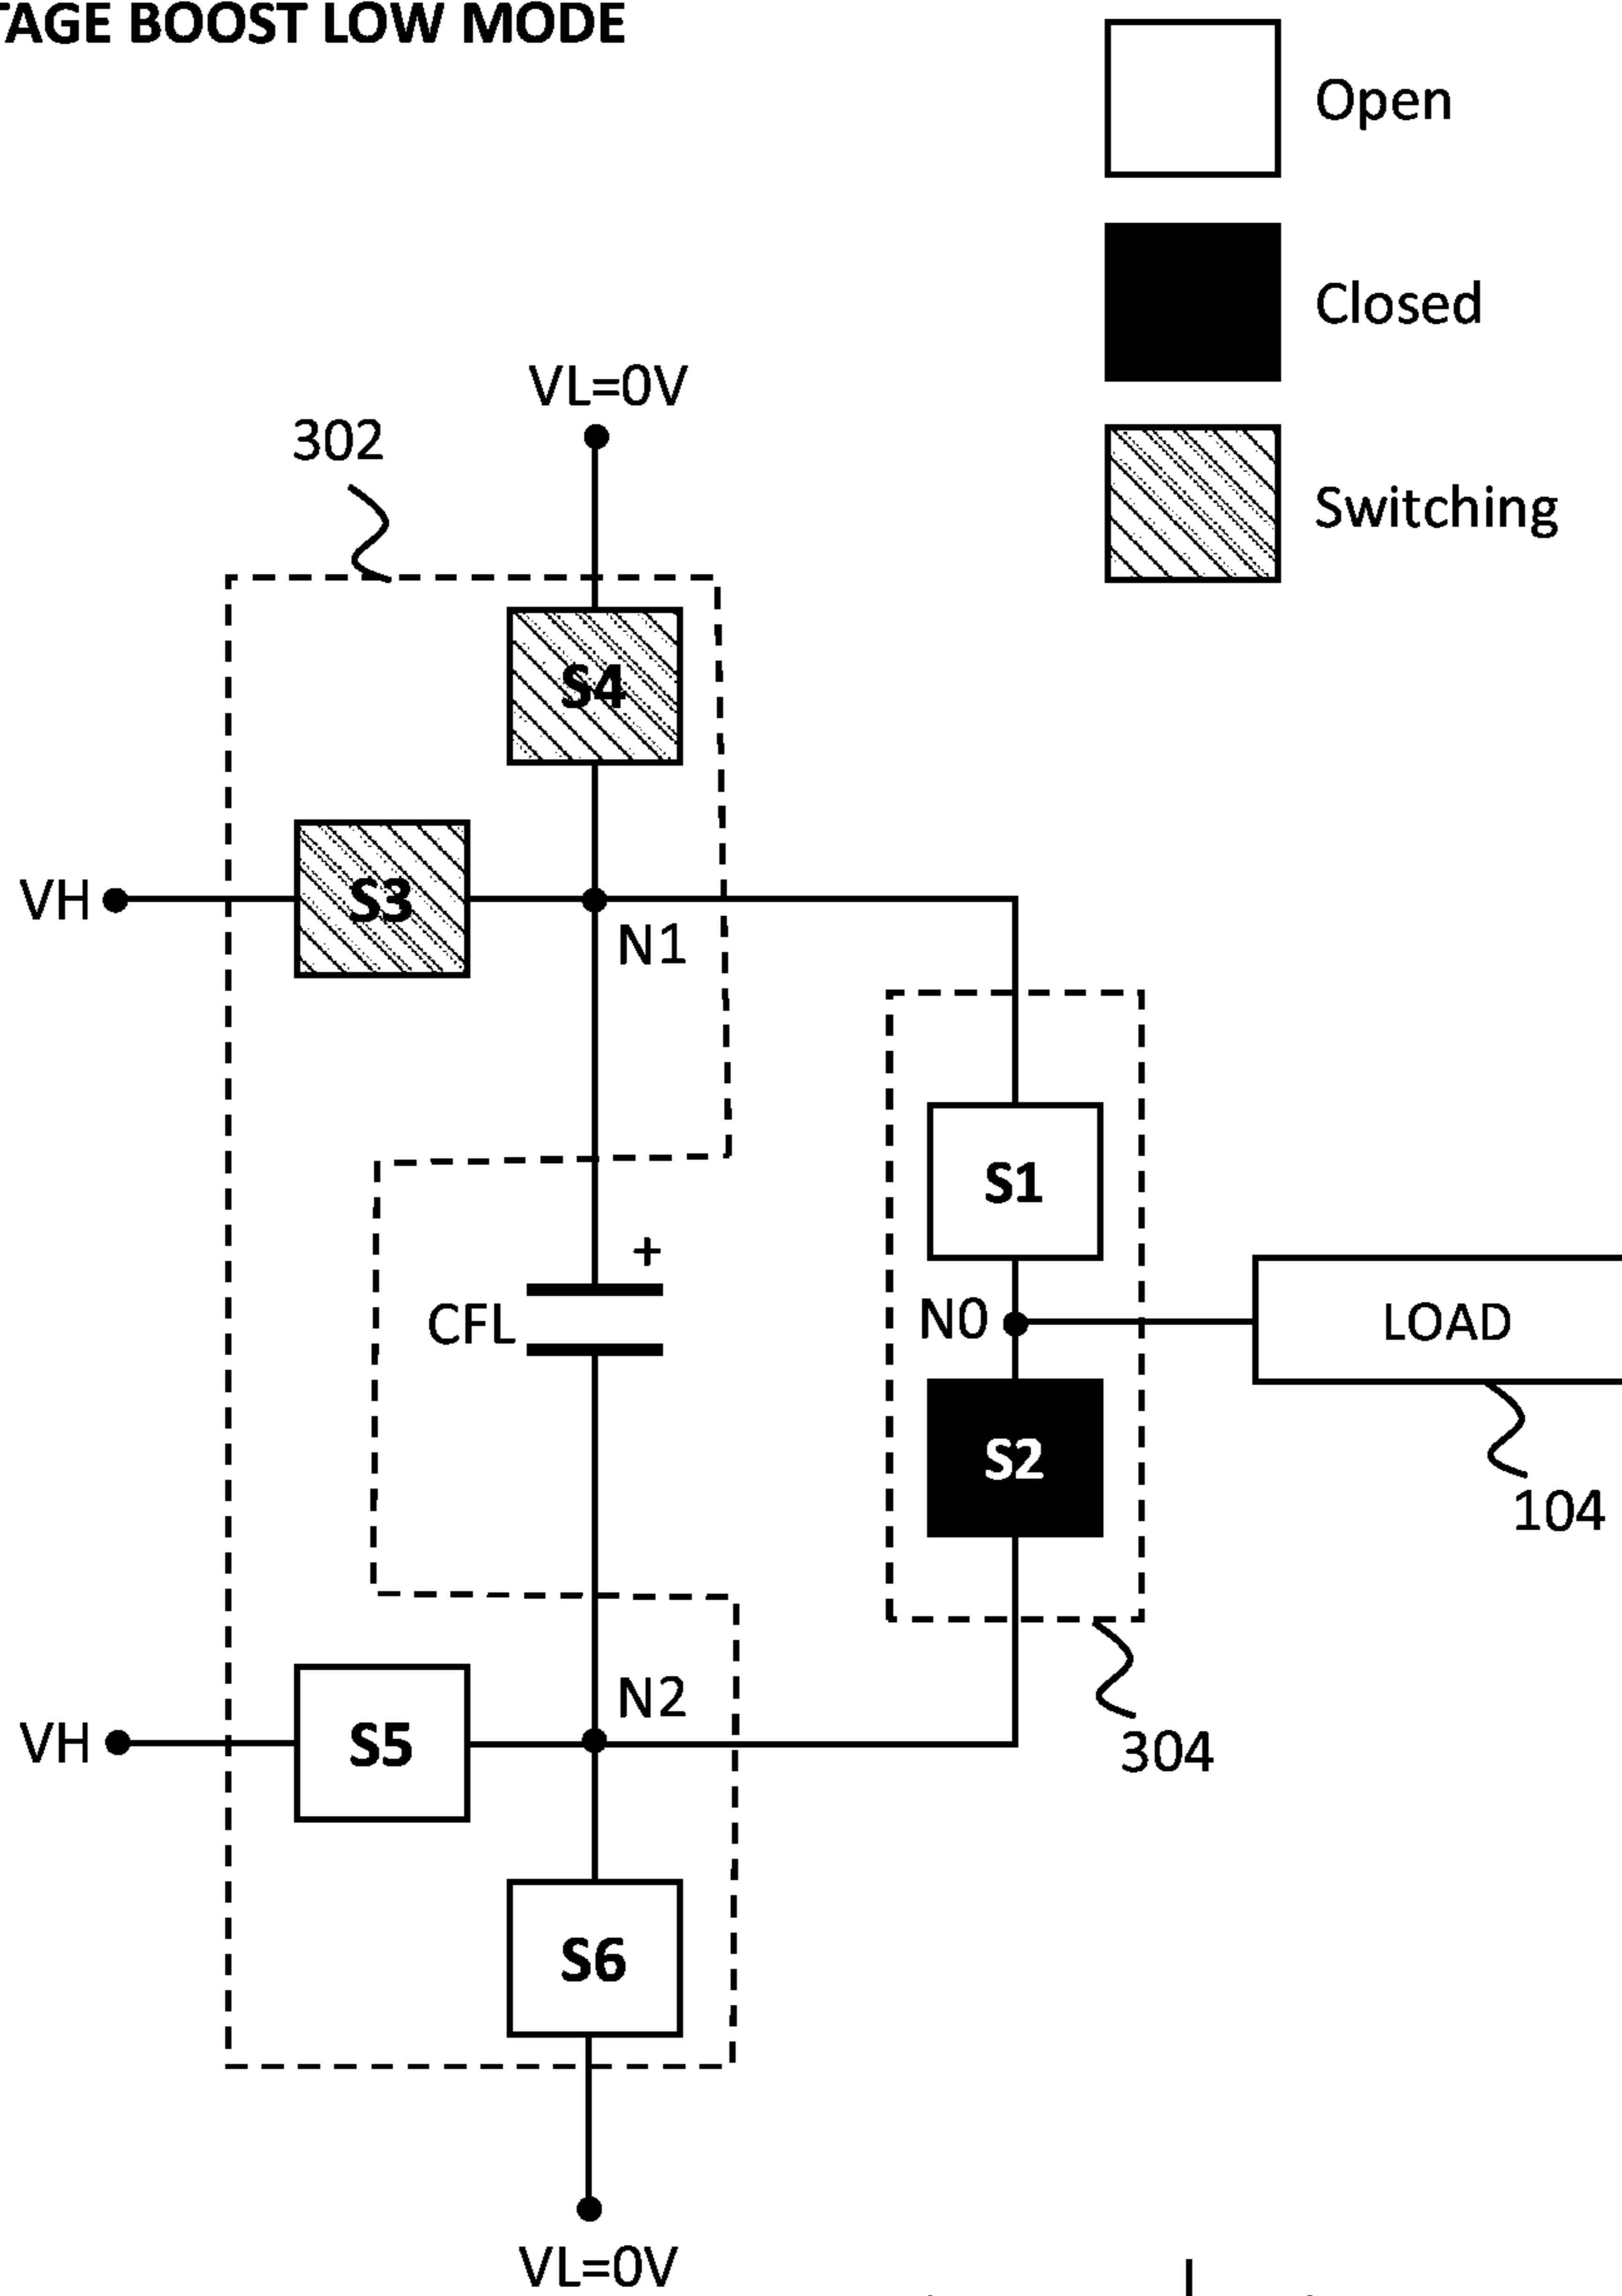 TAGE BOOST LOW MODE
Open
Closed
Switching
VL=0V
302
S4
VH
S3
N1
S1
+
CFL
N0
LOAD
S2
104
N2
VH
S5
304
S6
VL=0V